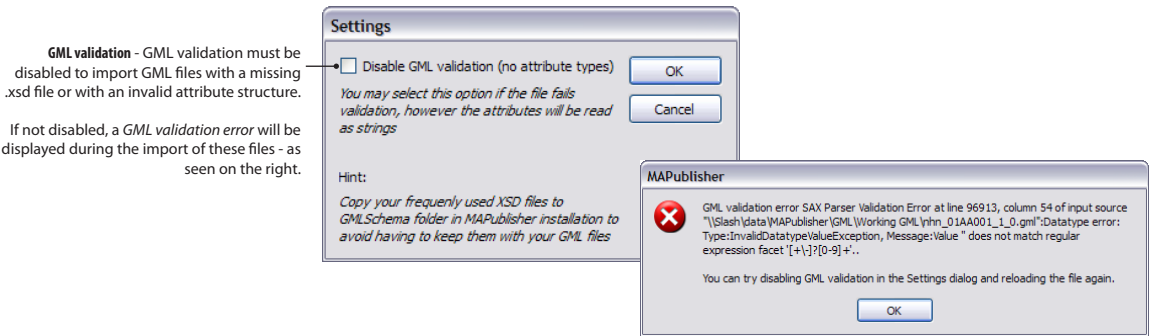 GML validation - GML validation must be
disabled to import GML files with a missing
.xsd file or with an invalid attribute structure.
If not disabled, a GML validation error will be
displayed during the import of these files - as
seen on the right.
Settings
Disable GML validation (no attribute types)
You may select this option if the file fails
validation, however the attributes will be read
as strings
OK
Cancel
Hint:
Copy your frequenly used XSD files to
GMLSchema folder in MAPublisher installation to
avoid having to keep them with your GML files
MAPublisher
GML validation error SAX Parser Validation Error at line 96913, column 54 of input source
"\\Slash\data\MAPublisher\GML\Working GML\nhn_01AA001_1_0.gml":Datatype error:
Type:InvalidDatatypeValueException, Message:Value '' does not match regular
expression facet '[+\-]?[0-9]+'..
You can try disabling GML validation in the Settings dialog and reloading the file again.
OK